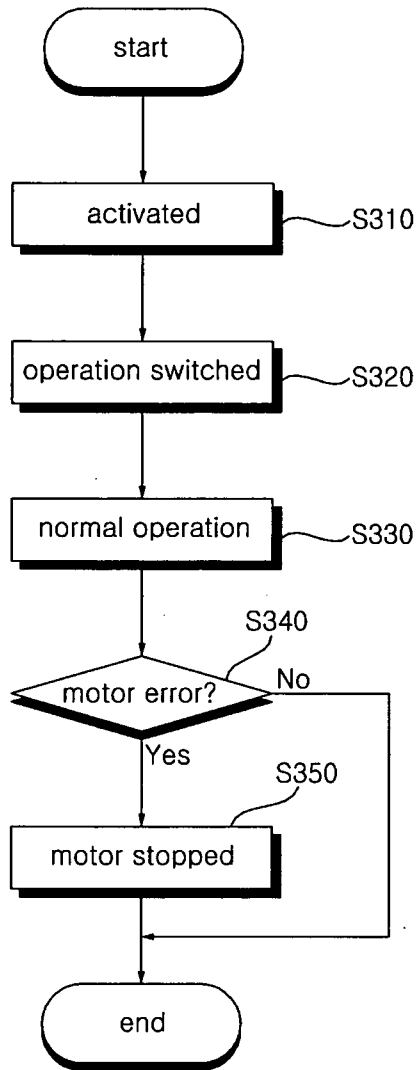 start
activated
S310
operation switched
S320
normal operation
S330
S340
motor error?
No
Yes
S350
motor stopped
end